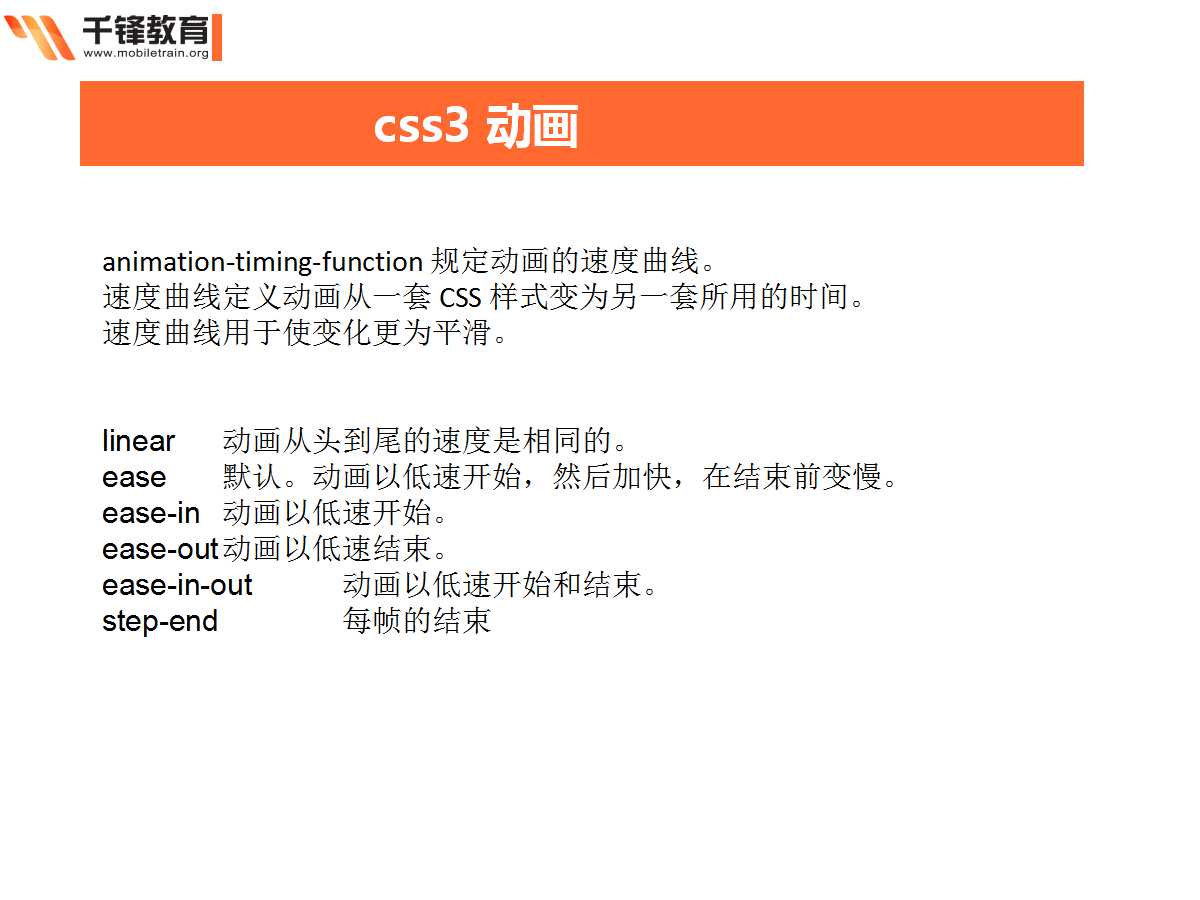 千锋教育
www.mobiletrain.org
css3 动画
animation-timing-function 规定动画的速度曲线。
速度曲线定义动画从一套 CSS 样式变为另一套所用的时间。
速度曲线用于使变化更为平滑。
linear 动画从头到尾的速度是相同的。
ease 默认。动画以低速开始，然后加快，在结束前变慢。
ease-in 动画以低速开始。
ease-out 动画以低速结束。
ease-in-out 动画以低速开始和结束。
step-end 每帧的结束